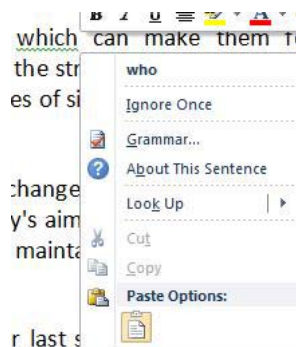 B I U A
which can make them f
the str
who
es of si
Ignore Once
Grammar...
About This Sentence
change
Look Up
y's aim
Cut
mainta
Copy
Paste Options:
r last s